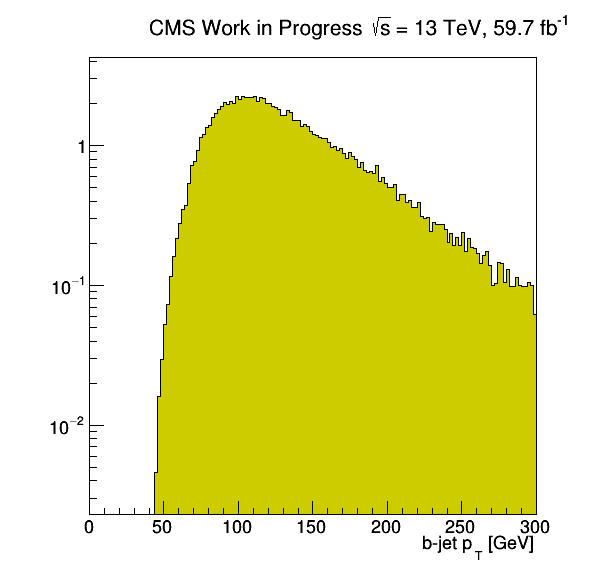 CMS Work in Progress √s = 13 TeV, 59.7 fb⁻¹
1
10⁻¹
10⁻²
0 50 100 150 200 250 300
b-jet p_T [GeV]